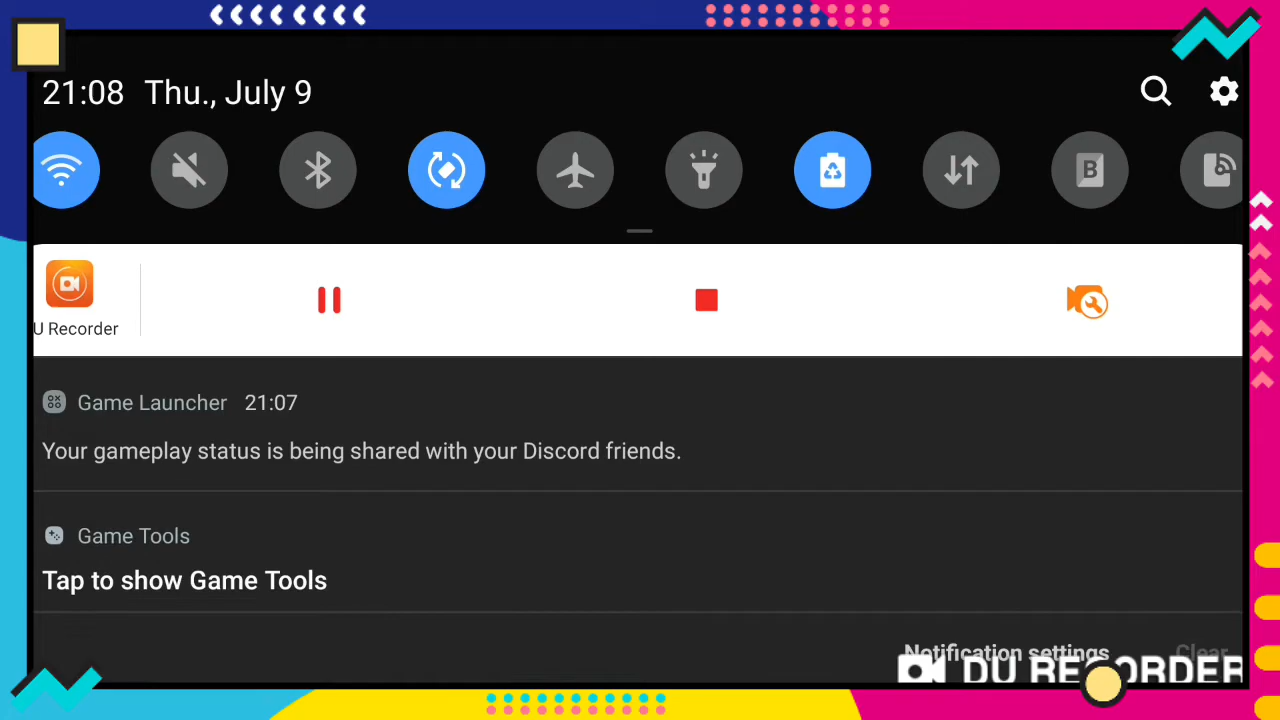 21:08 Thu., July 9
B
U Recorder
Game Launcher 21:07
Your gameplay status is being shared with your Discord friends.
Game Tools
Tap to show Game Tools
Notification settings Clear
DU RECORDER